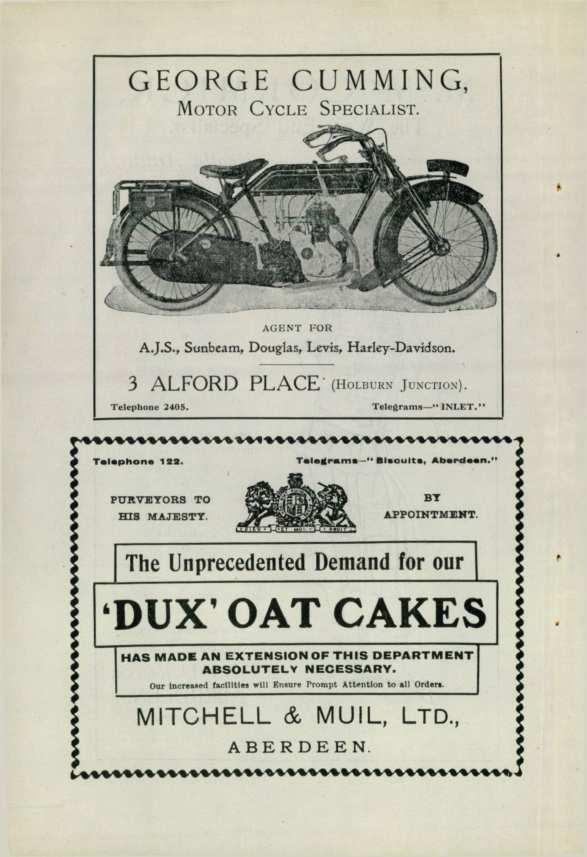 GEORGE CUMMING,
MOTOR CYCLE SPECIALIST.
AGENT FOR
A.J.S., Sunbeam, Douglas, Levis, Harley-Davidson.
3 ALFORD PLACE (HOLBURN JUNCTION).
Telephone 2405. Telegrams—"INLET."
Telephone 122. Telegrams—"Biscuits, Aberdeen."
PURVEYORS TO
HIS MAJESTY.
BY
APPOINTMENT.
The Unprecedented Demand for our
'DUX' OAT CAKES
HAS MADE AN EXTENSION OF THIS DEPARTMENT
ABSOLUTELY NECESSARY.
Our increased facilities will Ensure Prompt Attention to all Orders.
MITCHELL & MUIL, LTD.,
ABERDEEN.